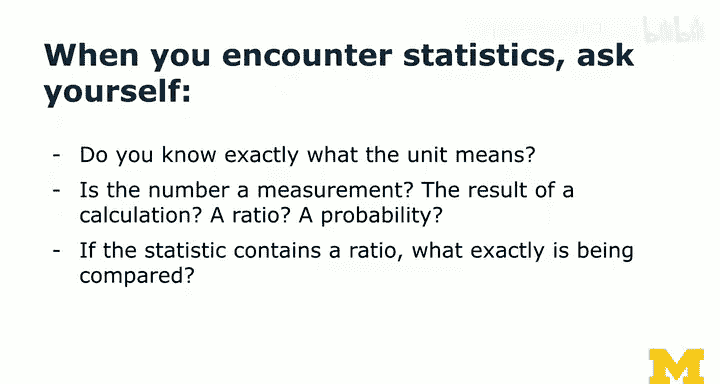 bilibili
When you encounter statistics, ask
yourself:
- Do you know exactly what the unit means?
- Is the number a measurement? The result of a
calculation? A ratio? A probability?
- If the statistic contains a ratio, what exactly is being
compared?
M